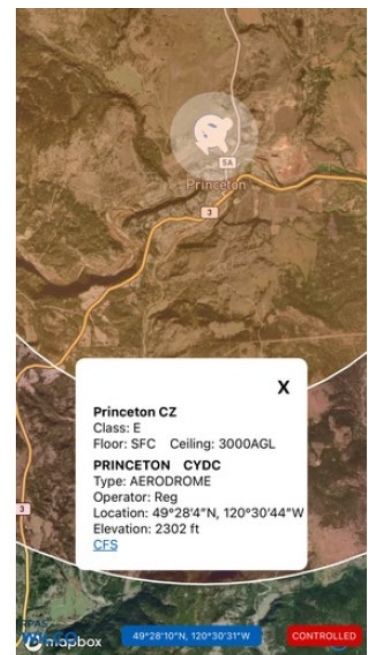 5A
Princeton
3
X
Princeton CZ
Class: E
Floor: SFC Ceiling: 3000AGL
PRINCETON CYDC
Type: AERODROME
Operator: Reg
Location: 49°28'4"N, 120°30'44"W
Elevation: 2302 ft
CFS
3
mapbox
49°28'10"N, 120°30'31"W
CONTROLLED